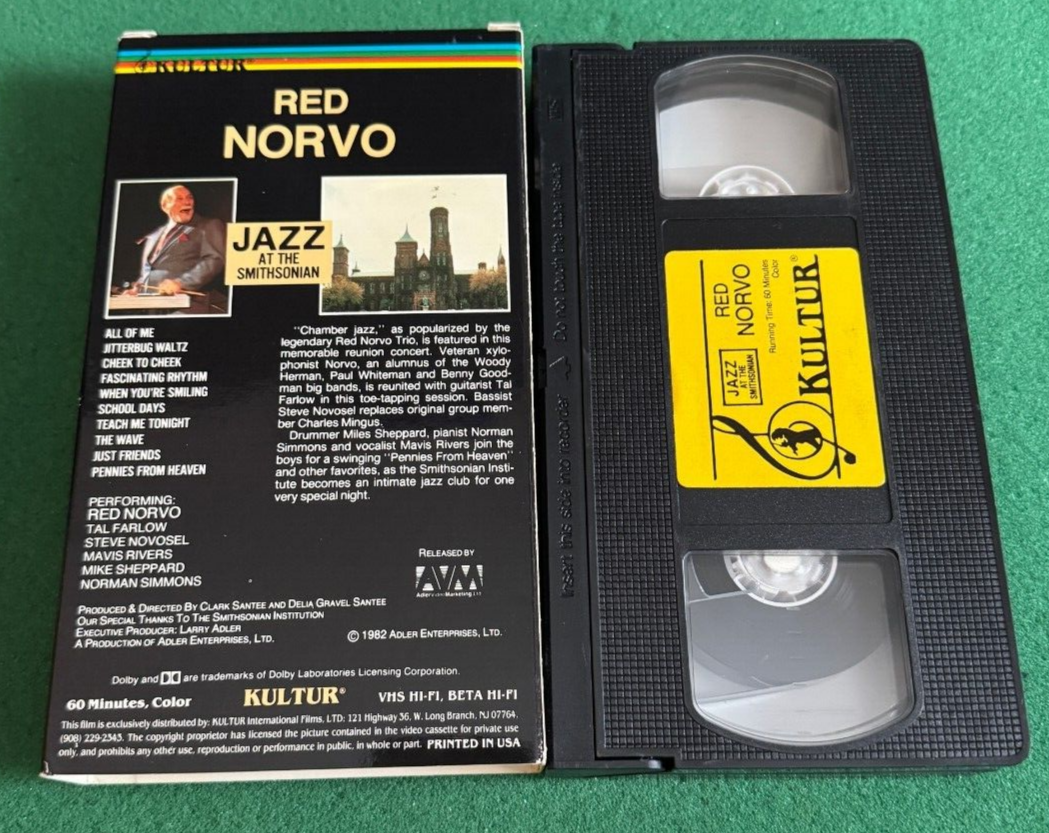 KULTUR®
RED
NORVO
JAZZ
AT THE
SMITHSONIAN
ALL OF ME
JITTERBUG WALTZ
CHEEK TO CHEEK
FASCINATING RHYTHM
WHEN YOU'RE SMILING
SCHOOL DAYS
TEACH ME TONIGHT
THE WAVE
JUST FRIENDS
PENNIES FROM HEAVEN
PERFORMING:
RED NORVO
TAL FARLOW
STEVE NOVOSEL
MAVIS RIVERS
MIKE SHEPPARD
NORMAN SIMMONS
"Chamber jazz," as popularized by the
legendary Red Norvo Trio, is featured in this
memorable reunion concert. Veteran xylo-
phonist Norvo, an alumnus of the Woody
Herman, Paul Whiteman and Benny Good-
man big bands, is reunited with guitarist Tal
Farlow in this toe-tapping session. Bassist
Steve Novosel replaces original group mem-
ber Charles Mingus.
Drummer Miles Sheppard, pianist Norman
Simmons and vocalist Mavis Rivers join the
boys for a swinging "Pennies From Heaven"
and other favorites, as the Smithsonian Insti-
tute becomes an intimate jazz club for one
very special night.
RELEASED BY
AVM
PRODUCED & DIRECTED BY CLARK SANTEE AND DELIA GRAVEL SANTEE
OUR SPECIAL THANKS TO THE SMITHSONIAN INSTITUTION
EXECUTIVE PRODUCER: LARRY ADLER
A PRODUCTION OF ADLER ENTERPRISES, LTD.
© 1982 ADLER ENTERPRISES, LTD.
Dolby and are trademarks of Dolby Laboratories Licensing Corporation.
60 Minutes, Color
KULTUR®
VHS HI-FI, BETA HI-FI
This film is exclusively distributed by: KULTUR International Films, LTD: 121 Highway 36, W. Long Branch, NJ 07764
(908) 229-2343. The copyright proprietor has licensed the picture contained in the video cassette for private use
only, and prohibits any other use, reproduction or performance in public, in whole or part. PRINTED IN USA
Insert this side into recorder
Do not touch the tape inside
JAZZ
AT THE
SMITHSONIAN
RED
NORVO
Running Time: 60 Minutes
Color
KULTUR®